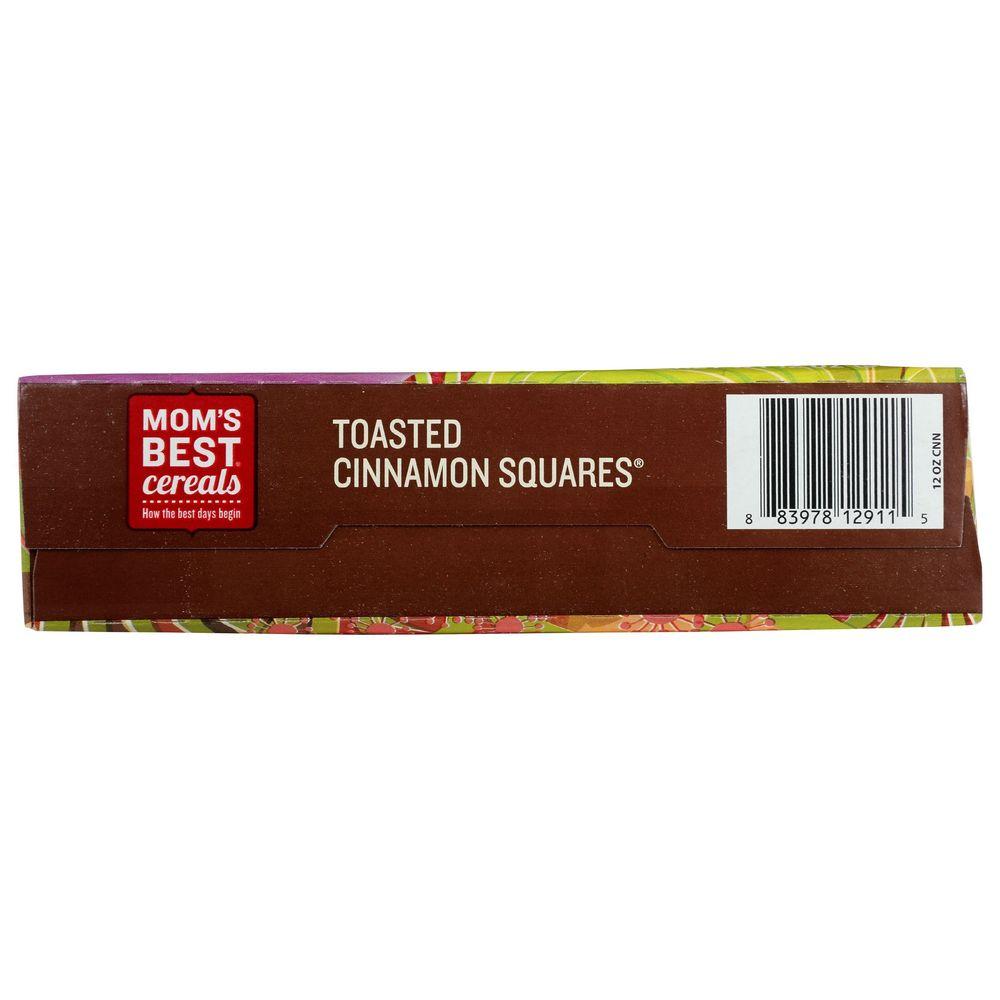 MOM'S
BEST®
cereals
How the best days begin
TOASTED
CINNAMON SQUARES®
8 83978 12911 5
12 OZ CNN